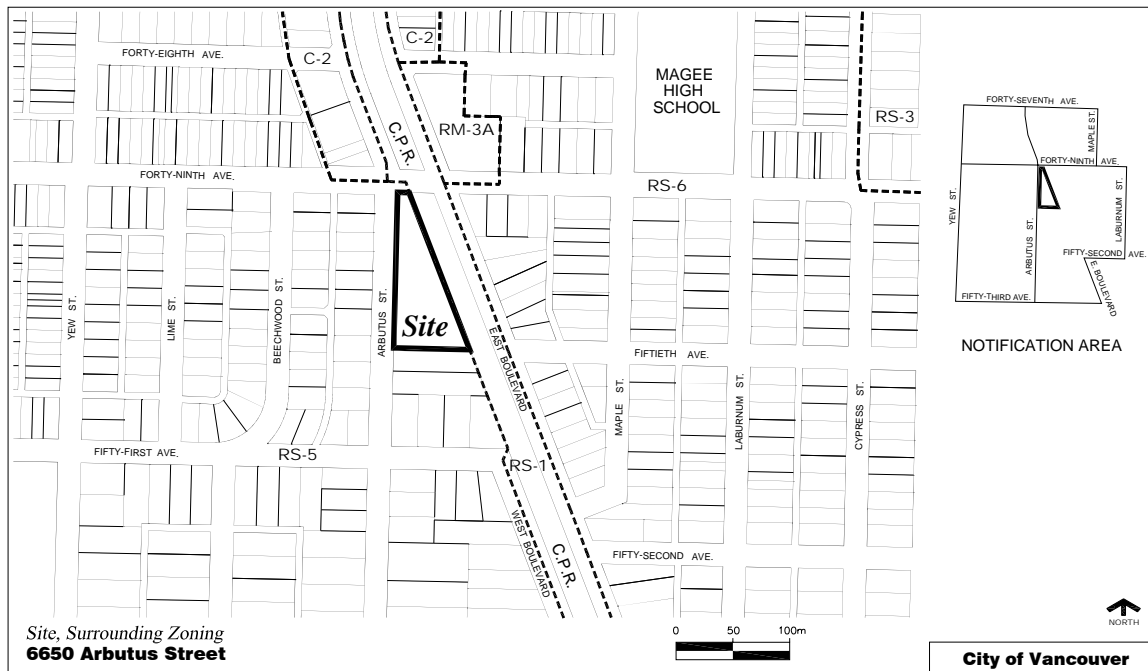 FORTY-EIGHTH AVE.
C-2
C-2
MAGEE
HIGH
SCHOOL
C.P.R.
RM-3A
RS-3
FORTY-NINTH AVE.
RS-6
YEW ST.
LIME ST.
BEECHWOOD ST.
ARBUTUS ST.
Site
EAST BOULEVARD
FIFTIETH AVE.
MAPLE ST.
LABURNUM ST.
CYPRESS ST.
FIFTY-FIRST AVE.
RS-5
RS-1
WEST BOULEVARD
C.P.R.
FIFTY-SECOND AVE.
FORTY-SEVENTH AVE.
MAPLE ST.
FORTY-NINTH AVE.
YEW ST.
ARBUTUS ST.
LABURNUM ST.
FIFTY-SECOND AVE.
E. BOULEVARD
FIFTY-THIRD AVE.
NOTIFICATION AREA
Site, Surrounding Zoning
6650 Arbutus Street
0 50 100m
NORTH
City of Vancouver